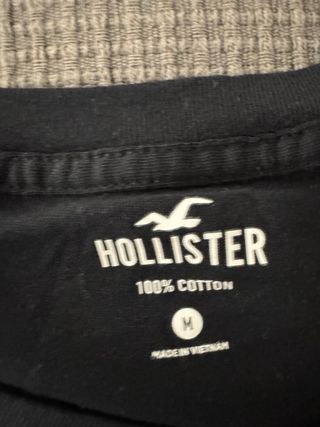 HOLLISTER
100% COTTON
M
MADE IN VIETNAM